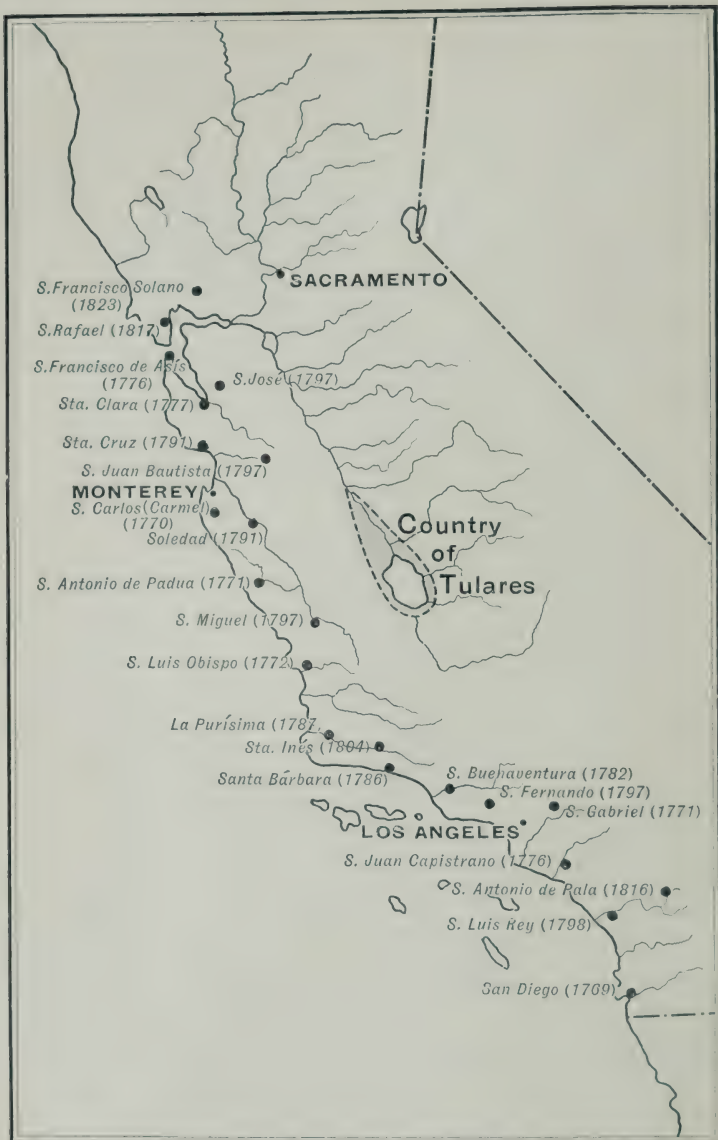 S. Francisco Solano
(1823)
SACRAMENTO
S. Rafael (1817)
S. Francisco de Asís
(1776)
S. José (1797)
Sta. Clara (1777)
Sta. Cruz (1791)
S. Juan Bautista (1797)
MONTEREY
S. Carlos (Carmel)
(1770)
Soledad (1791)
Country
of
Tulares
S. Antonio de Padua (1771)
S. Miguel (1797)
S. Luis Obispo (1772)
La Purísima (1787
Sta. Inés (1804)
Santa Bárbara (1786)
S. Buenaventura (1782)
S. Fernando (1797)
S. Gabriel (1771)
LOS ANGELES
S. Juan Capistrano (1776)
S. Antonio de Pala (1816)
S. Luis Rey (1798)
San Diego (1769)